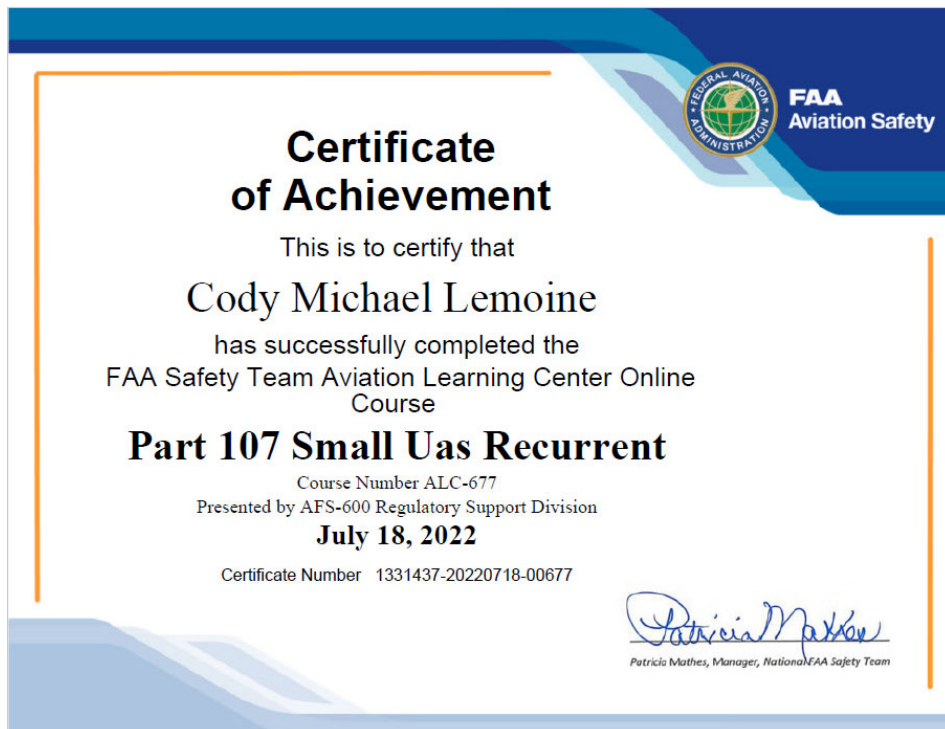 FEDERAL AVIATION
ADMINISTRATION
FAA
Aviation Safety
Certificate
of Achievement
This is to certify that
Cody Michael Lemoine
has successfully completed the
FAA Safety Team Aviation Learning Center Online
Course
Part 107 Small Uas Recurrent
Course Number ALC-677
Presented by AFS-600 Regulatory Support Division
July 18, 2022
Certificate Number 1331437-20220718-00677
Patricia Mathes, Manager, National FAA Safety Team